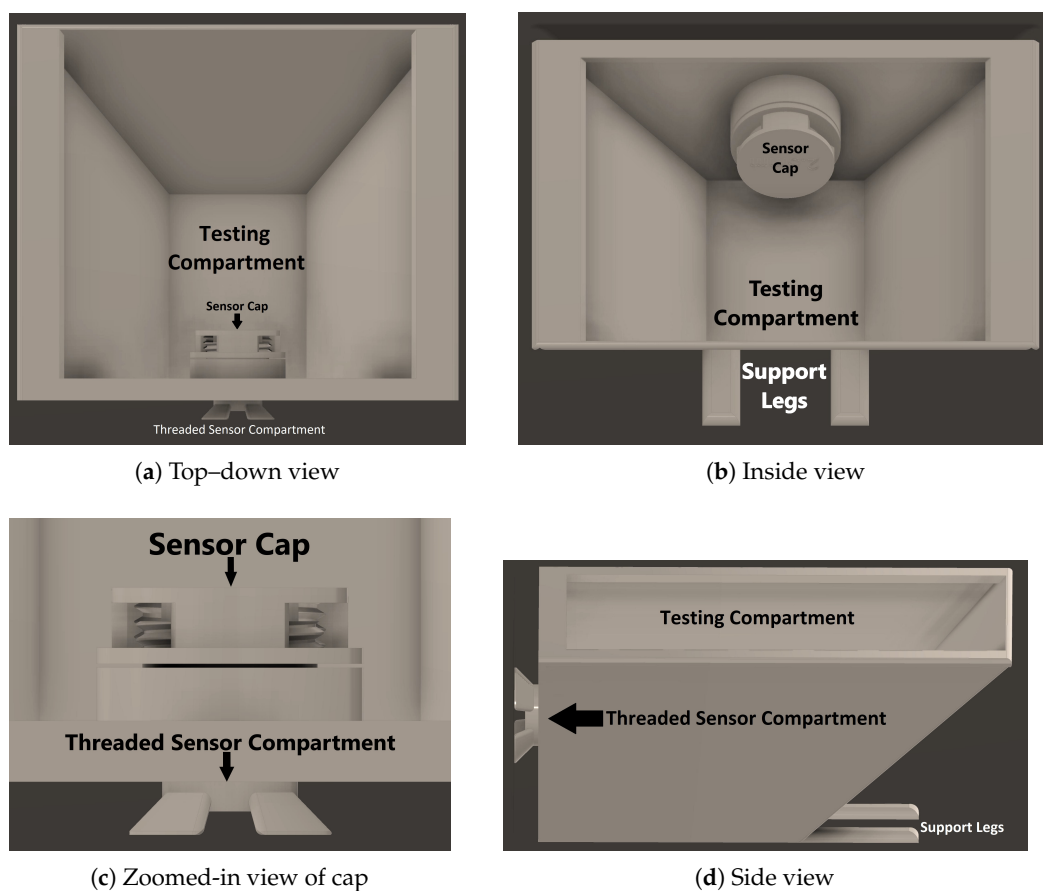 Testing
Compartment
Sensor Cap
Threaded Sensor Compartment
(a) Top–down view
Sensor
Cap
Testing
Compartment
Support
Legs
(b) Inside view
Sensor Cap
Threaded Sensor Compartment
(c) Zoomed-in view of cap
Testing Compartment
Threaded Sensor Compartment
Support Legs
(d) Side view